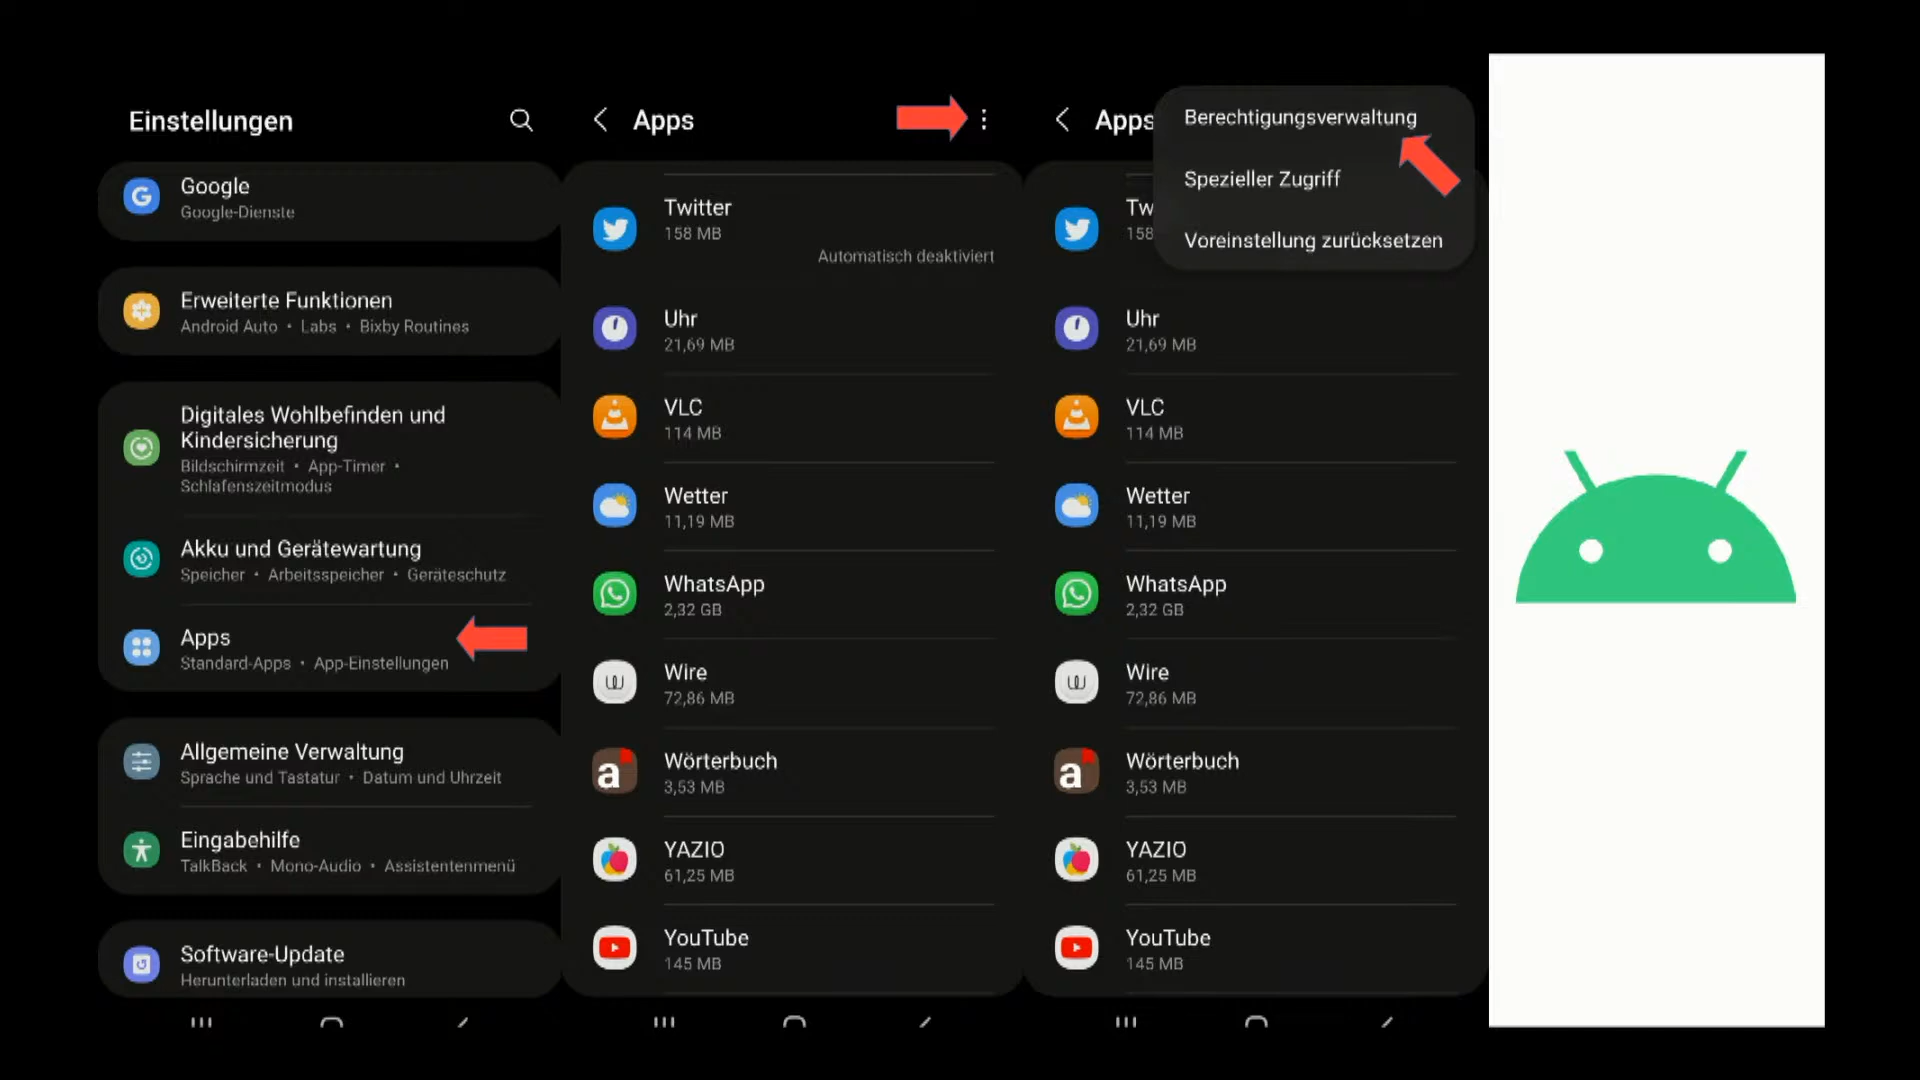 Einstellungen
Google
Google-Dienste
Erweiterte Funktionen
Android Auto • Labs • Bixby Routines
Digitales Wohlbefinden und
Kindersicherung
Bildschirmzeit • App-Timer •
Schlafenszeitmodus
Akku und Gerätewartung
Speicher • Arbeitsspeicher • Geräteschutz
Apps
Standard-Apps • App-Einstellungen
Allgemeine Verwaltung
Sprache und Tastatur • Datum und Uhrzeit
Eingabehilfe
TalkBack • Mono-Audio • Assistentenmenü
Software-Update
Herunterladen und installieren
Apps
Twitter
158 MB
Automatisch deaktiviert
Uhr
21,69 MB
VLC
114 MB
Wetter
11,19 MB
WhatsApp
2,32 GB
Wire
72,86 MB
a
Wörterbuch
3,53 MB
YAZIO
61,25 MB
YouTube
145 MB
Apps
Berechtigungsverwaltung
Spezieller Zugriff
Voreinstellung zurücksetzen
Tw
158
Uhr
21,69 MB
VLC
114 MB
Wetter
11,19 MB
WhatsApp
2,32 GB
Wire
72,86 MB
a
Wörterbuch
3,53 MB
YAZIO
61,25 MB
YouTube
145 MB